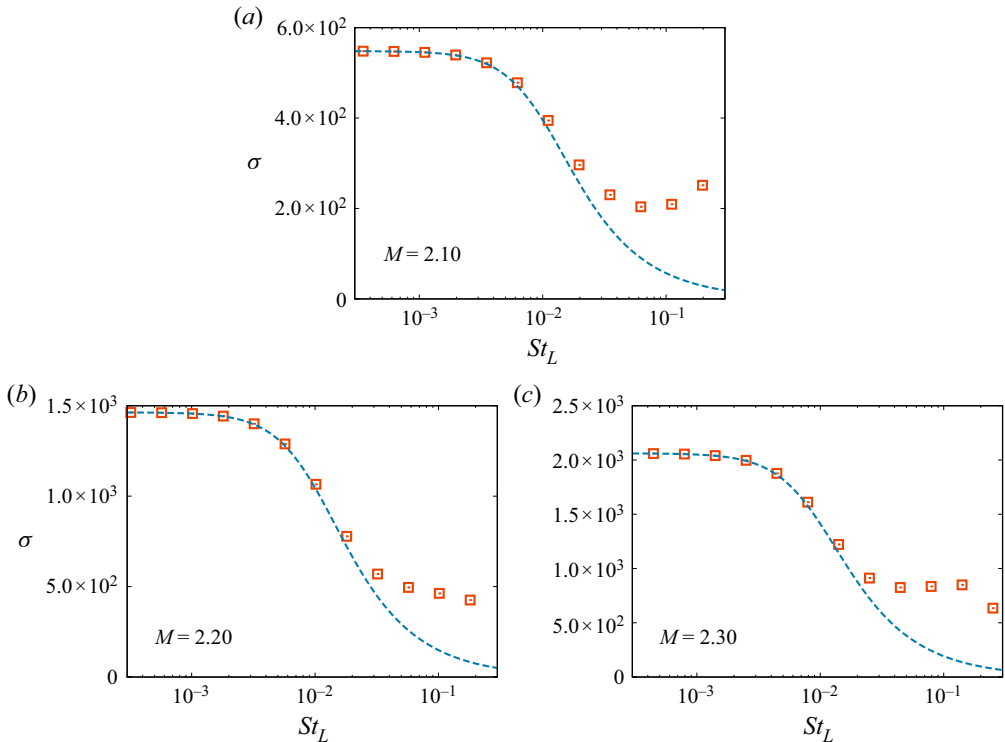 (a)
6.0 × 10²
4.0 × 10²
σ
2.0 × 10²
M = 2.10
0
10⁻³ 10⁻² 10⁻¹
St_L
(b)
1.5 × 10³
1.0 × 10³
σ
5.0 × 10²
M = 2.20
0
10⁻³ 10⁻² 10⁻¹
St_L
(c)
2.5 × 10³
2.0 × 10³
1.5 × 10³
1.0 × 10³
5.0 × 10²
M = 2.30
0
10⁻³ 10⁻² 10⁻¹
St_L